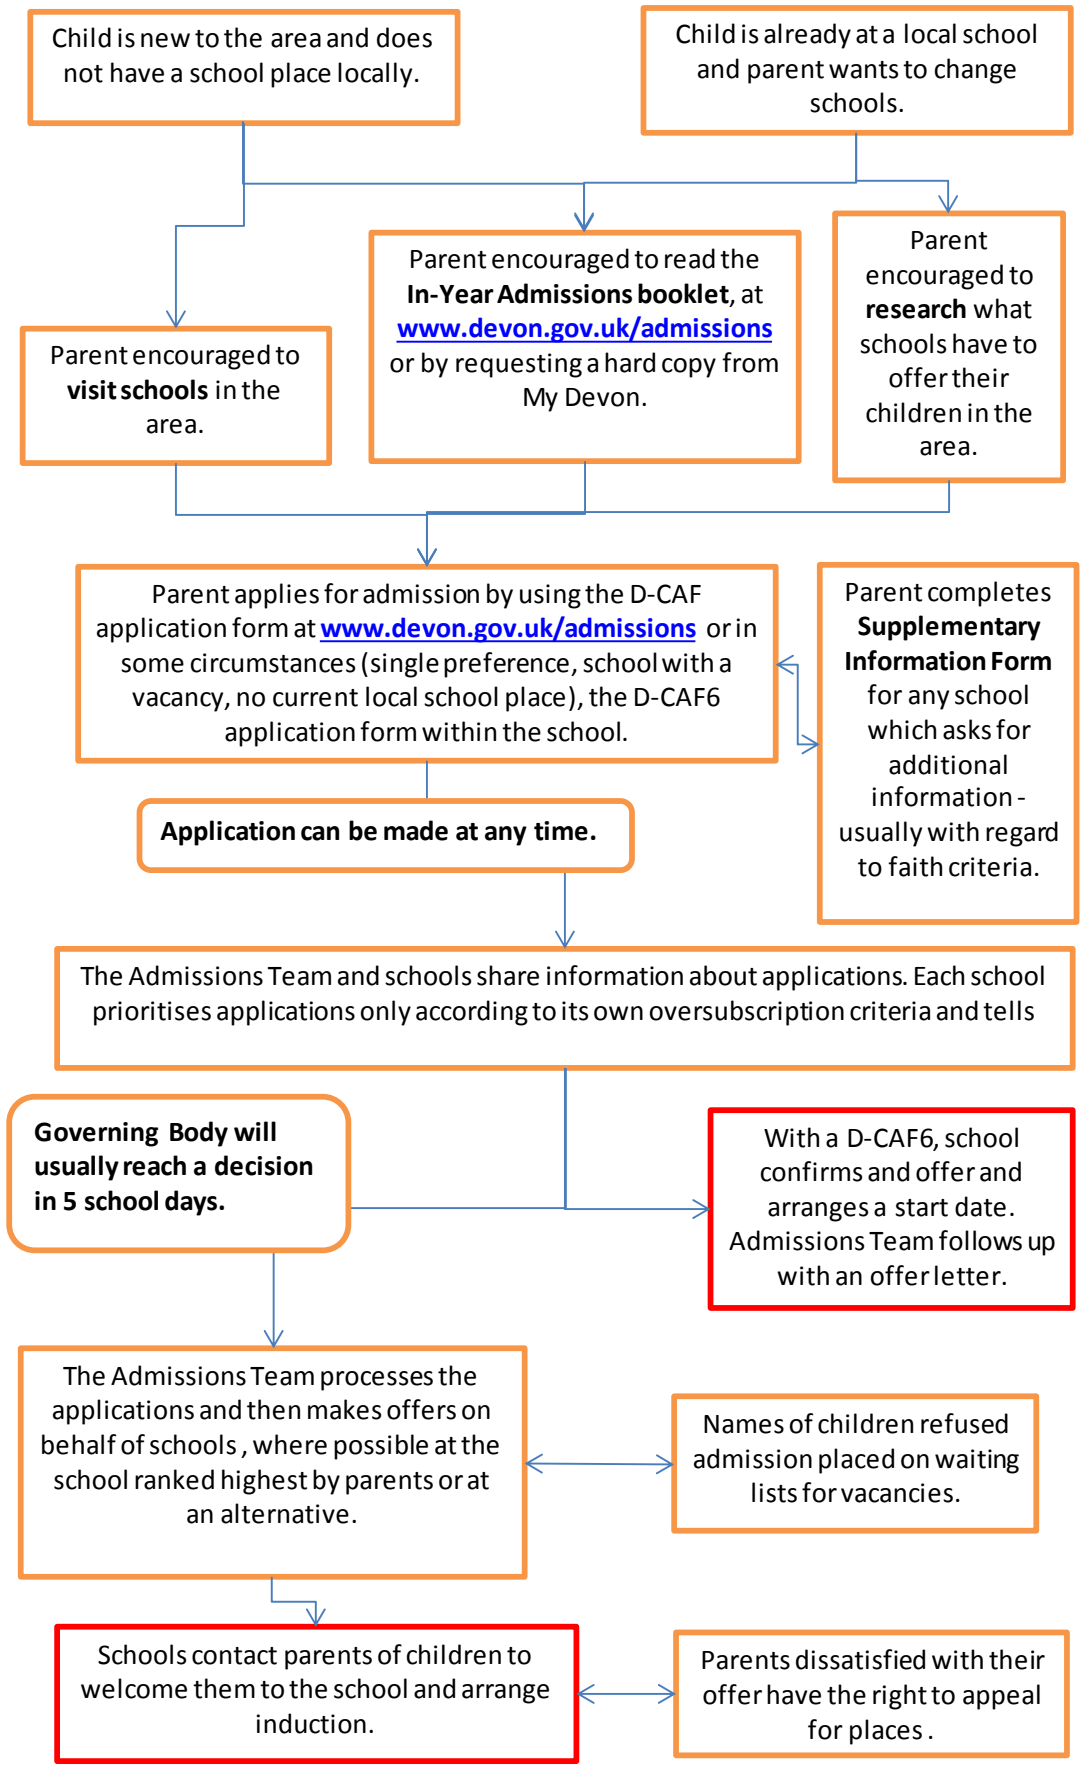 Child is new to the area and does
not have a school place locally.
Child is already at a local school
and parent wants to change
schools.
Parent encouraged to
visit schools in the
area.
Parent encouraged to read the
In-Year Admissions booklet, at
www.devon.gov.uk/admissions
or by requesting a hard copy from
My Devon.
Parent
encouraged to
research what
schools have to
offer their
children in the
area.
Parent applies for admission by using the D-CAF
application form at www.devon.gov.uk/admissions or in
some circumstances (single preference, school with a
vacancy, no current local school place), the D-CAF6
application form within the school.
Parent completes
Supplementary
Information Form
for any school
which asks for
additional
information -
usually with regard
to faith criteria.
Application can be made at any time.
The Admissions Team and schools share information about applications. Each school
prioritises applications only according to its own oversubscription criteria and tells
Governing Body will
usually reach a decision
in 5 school days.
With a D-CAF6, school
confirms and offer and
arranges a start date.
Admissions Team follows up
with an offer letter.
The Admissions Team processes the
applications and then makes offers on
behalf of schools , where possible at the
school ranked highest by parents or at
an alternative.
Names of children refused
admission placed on waiting
lists for vacancies.
Schools contact parents of children to
welcome them to the school and arrange
induction.
Parents dissatisfied with their
offer have the right to appeal
for places .